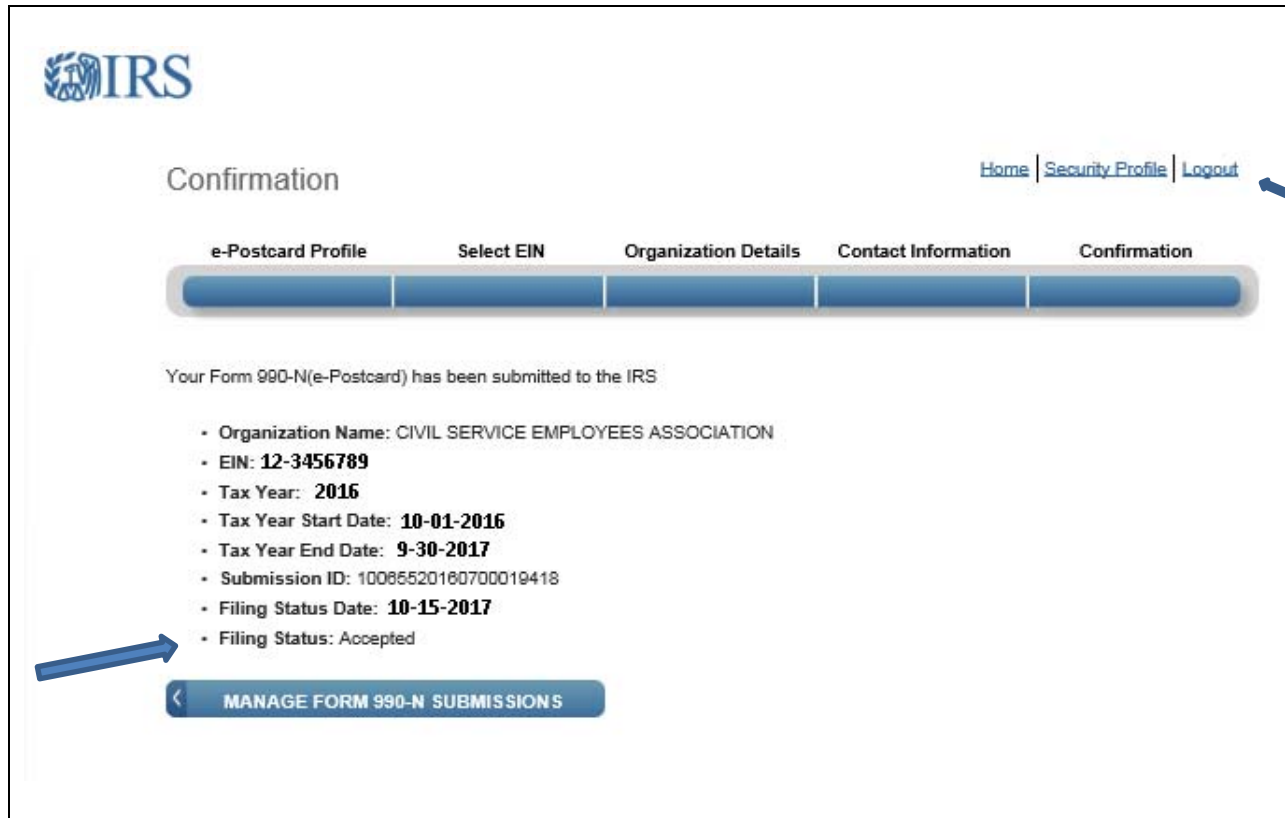 IRS
Confirmation
Home | Security Profile | Logout
e-Postcard Profile Select EIN Organization Details Contact Information Confirmation
Your Form 990-N(e-Postcard) has been submitted to the IRS
• Organization Name: CIVIL SERVICE EMPLOYEES ASSOCIATION
• EIN: 12-3456789
• Tax Year: 2016
• Tax Year Start Date: 10-01-2016
• Tax Year End Date: 9-30-2017
• Submission ID: 10065520160700019418
• Filing Status Date: 10-15-2017
• Filing Status: Accepted
MANAGE FORM 990-N SUBMISSIONS